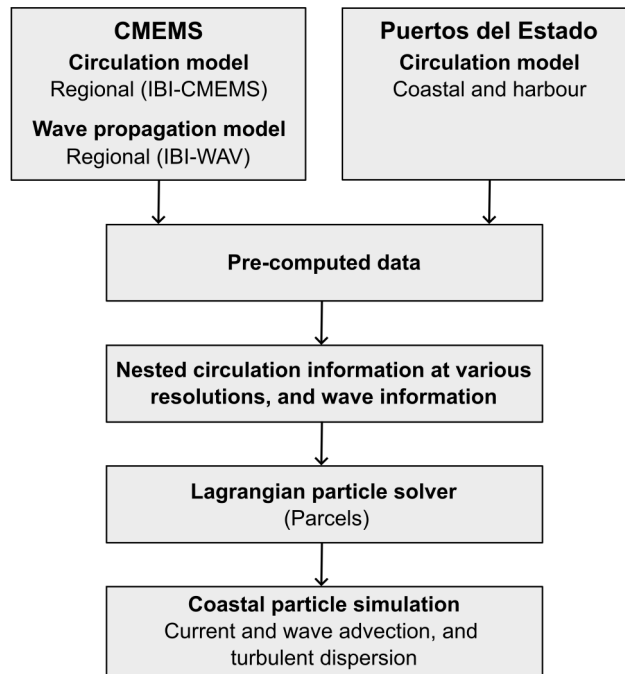 CMEMS
Circulation model
Regional (IBI-CMEMS)
Wave propagation model
Regional (IBI-WAV)
Puertos del Estado
Circulation model
Coastal and harbour
Pre-computed data
Nested circulation information at various
resolutions, and wave information
Lagrangian particle solver
(Parcels)
Coastal particle simulation
Current and wave advection, and
turbulent dispersion